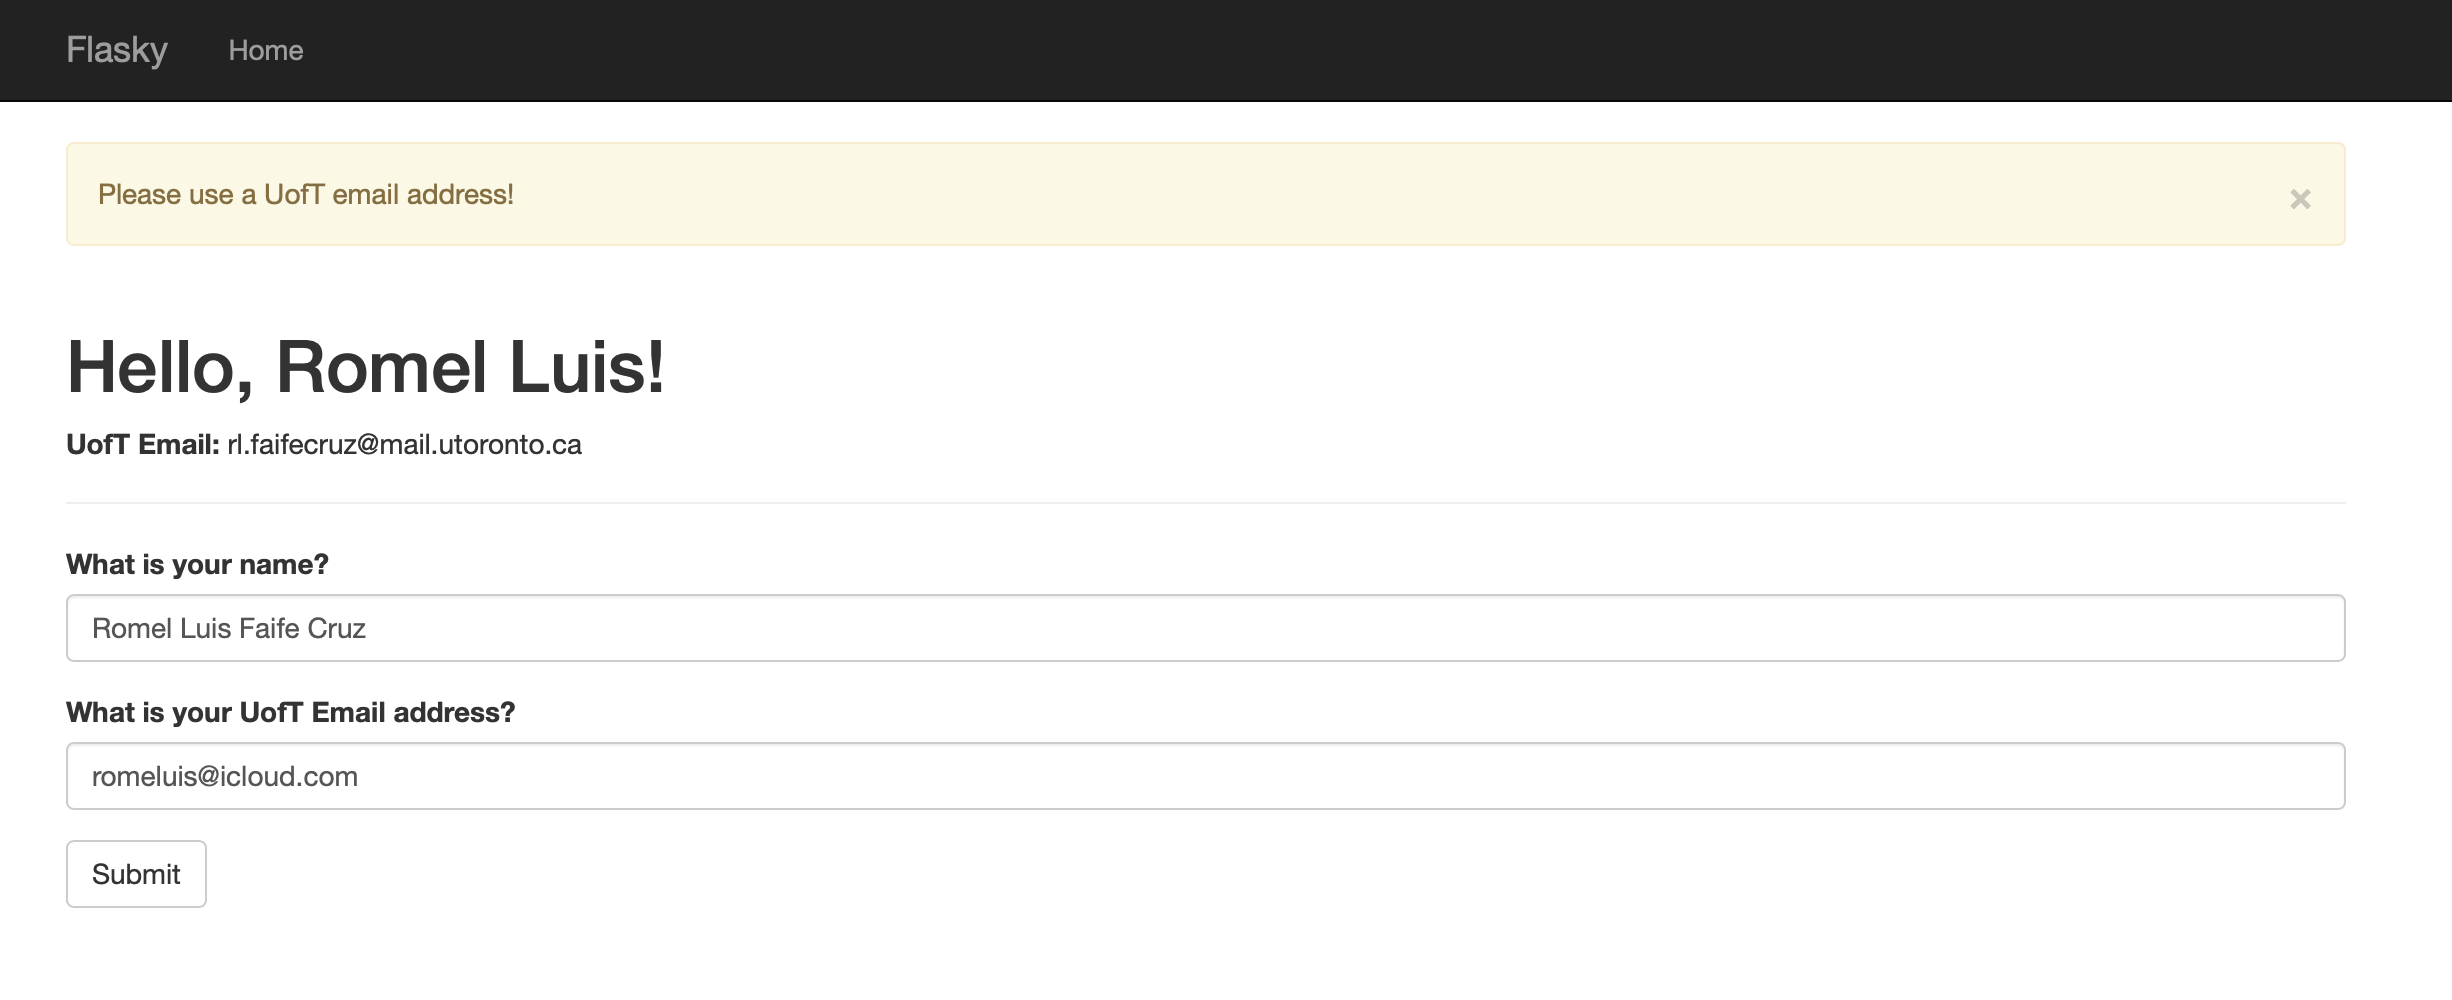 Flasky Home
Please use a UofT email address!
×
Hello, Romel Luis!
UofT Email: rl.faifecruz@mail.utoronto.ca
What is your name?
Romel Luis Faife Cruz
What is your UofT Email address?
romeluis@icloud.com
Submit